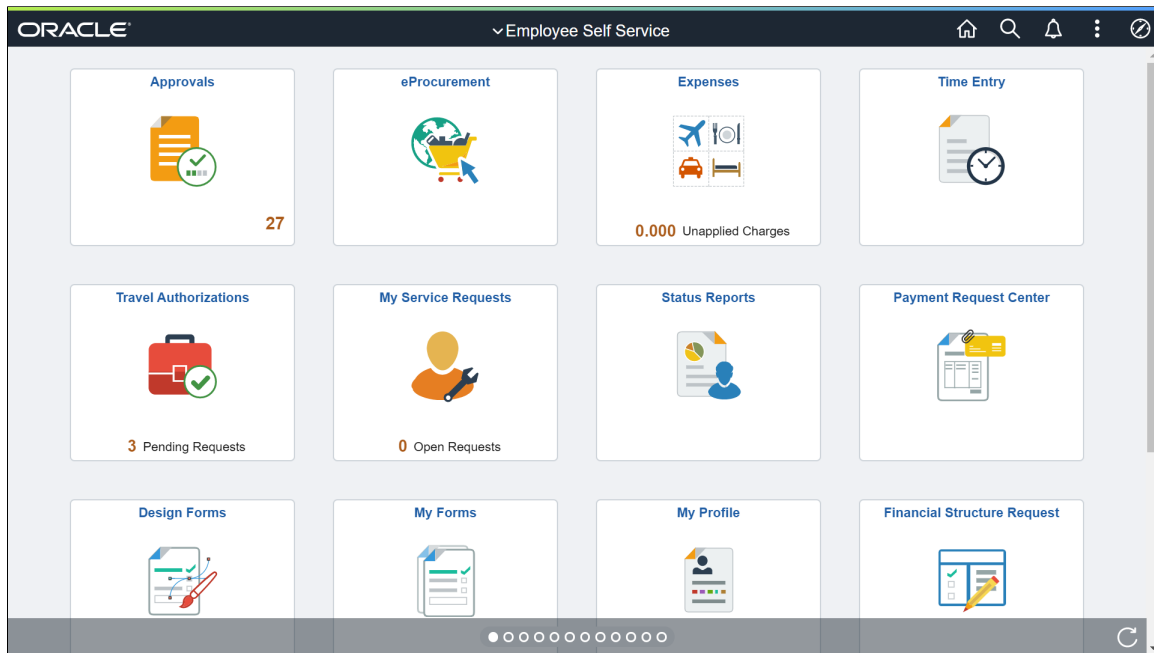 ORACLE
Employee Self Service
Approvals
eProcurement
Expenses
Time Entry
27
0.000 Unapplied Charges
Travel Authorizations
My Service Requests
Status Reports
Payment Request Center
3 Pending Requests
0 Open Requests
Design Forms
My Forms
My Profile
Financial Structure Request